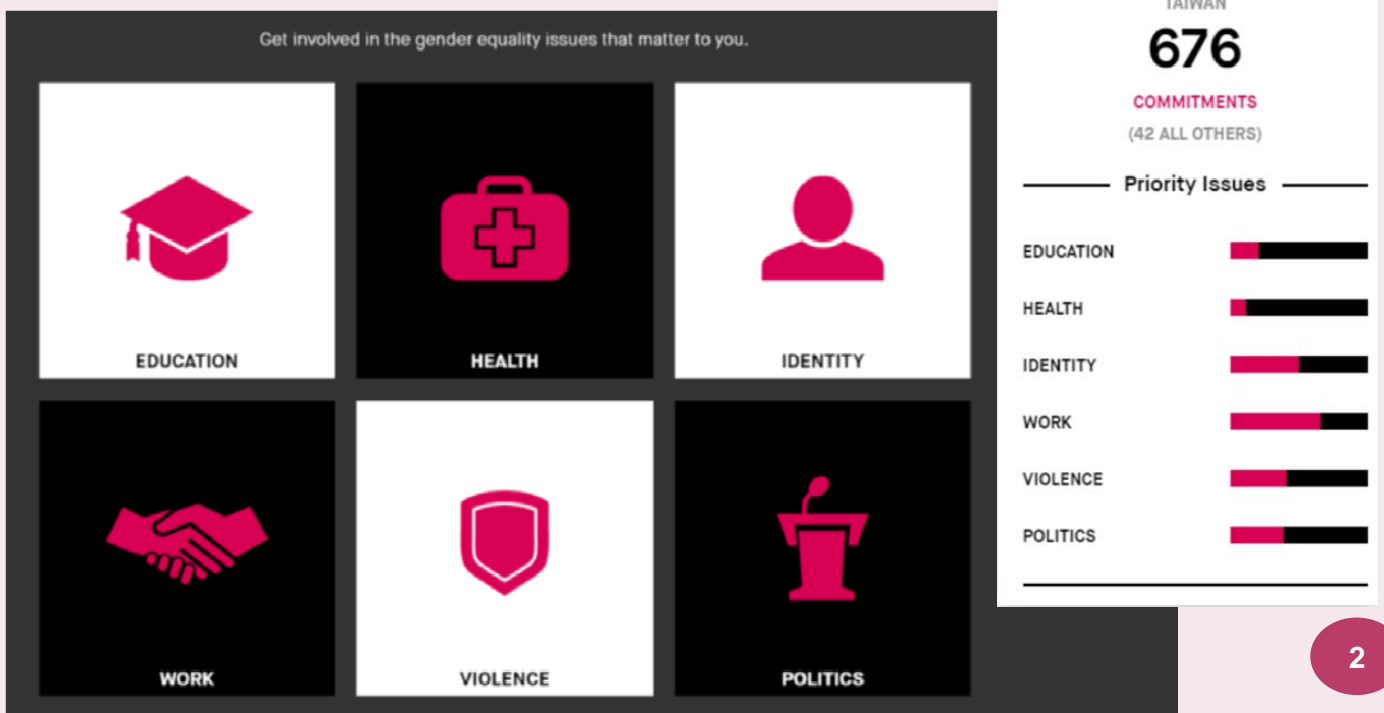 Get involved in the gender equality issues that matter to you.
EDUCATION
HEALTH
IDENTITY
WORK
VIOLENCE
POLITICS
TAIWAN
676
COMMITMENTS
(42 ALL OTHERS)
Priority Issues
EDUCATION
HEALTH
IDENTITY
WORK
VIOLENCE
POLITICS
2